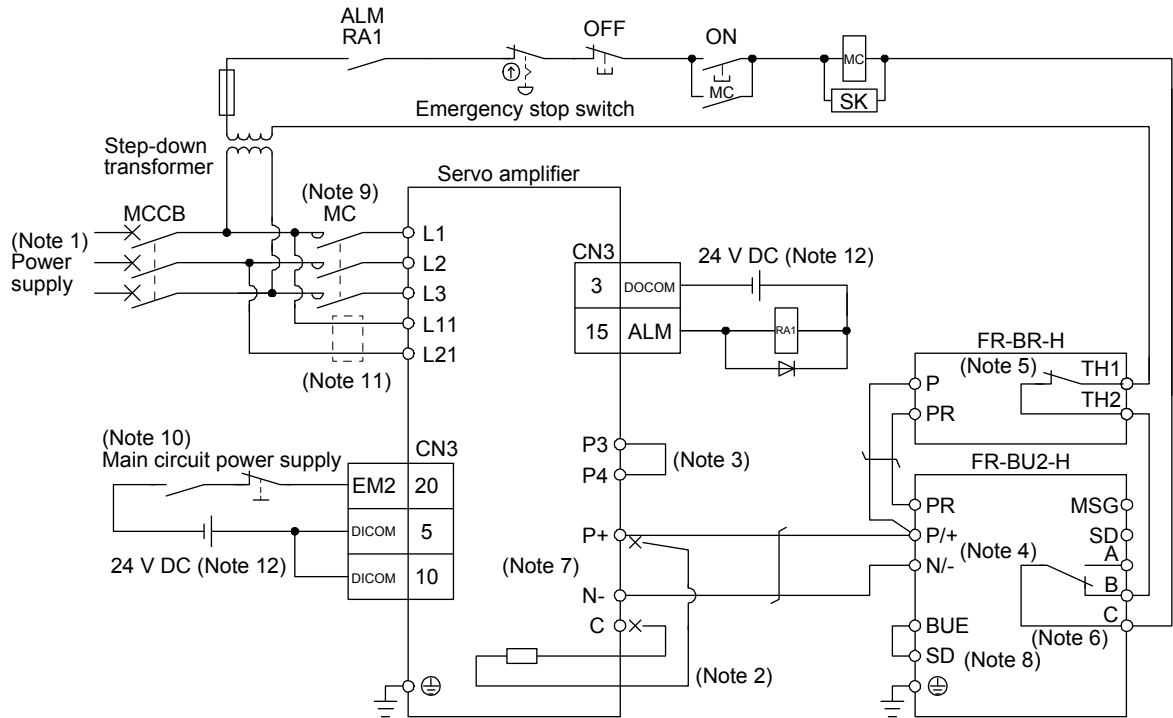 ALM
RA1
OFF
ON
MC
MC
SK
Emergency stop switch
Step-down
transformer
Servo amplifier
(Note 9)
MCCB
MC
(Note 1)
Power
supply
L1
L2
L3
L11
L21
(Note 11)
CN3
24 V DC (Note 12)
3
DOCOM
15
ALM
RA1
FR-BR-H
(Note 5)
P
TH1
PR
TH2
(Note 10)
Main circuit power supply
CN3
EM2
20
DICOM
5
DICOM
10
24 V DC (Note 12)
P3
P4
(Note 3)
FR-BU2-H
PR
MSG
P+
P/+
SD
(Note 4)
A
(Note 7)
N/-
B
N-
C
C
BUE
(Note 6)
SD
(Note 8)
(Note 2)